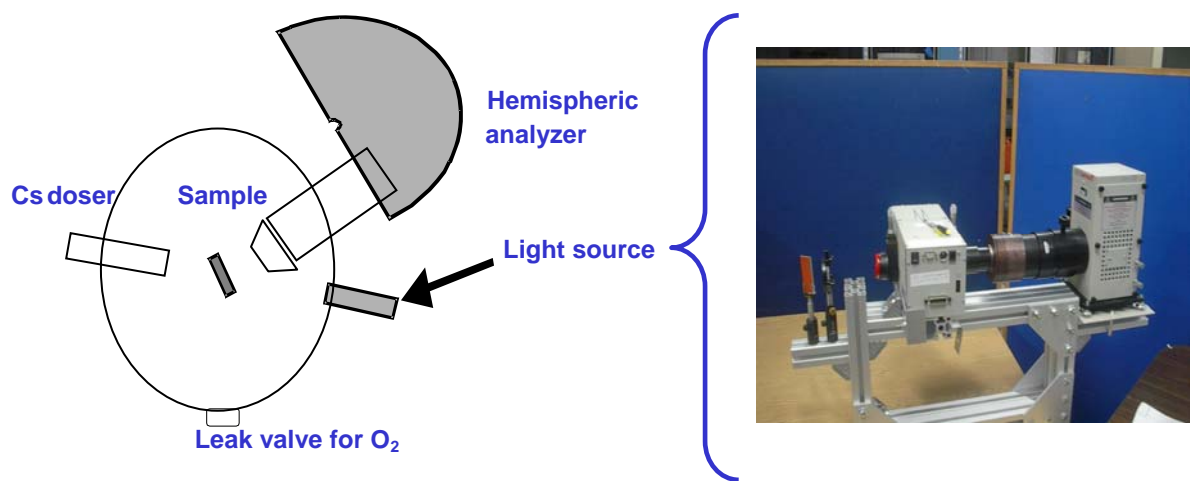 Hemispheric
analyzer
Cs doser
Sample
Light source
Leak valve for O₂